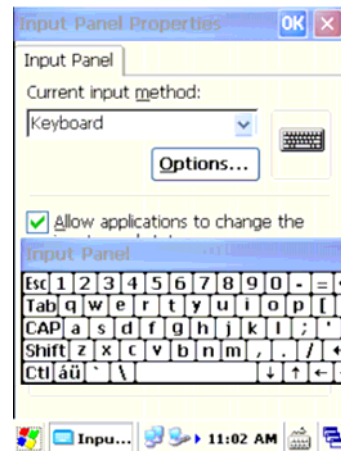 Input Panel Properties OK ×
Input Panel
Current input method:
Keyboard
Options...
Allow applications to change the
Input Panel
Esc 1 2 3 4 5 6 7 8 9 0 - =
Tab q w e r t y u i o p [
CAP a s d f g h j k l ; '
Shift z x c v b n m , . /
Ctl áü ` \ ↓ ↑ ←
Inpu... 11:02 AM